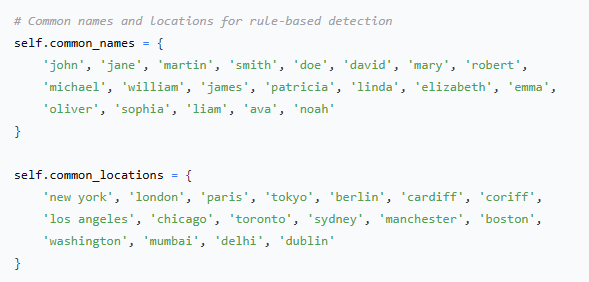 # Common names and locations for rule-based detection
self.common_names = {
'john', 'jane', 'martin', 'smith', 'doe', 'david', 'mary', 'robert',
'michael', 'william', 'james', 'patricia', 'linda', 'elizabeth', 'emma',
'oliver', 'sophia', 'liam', 'ava', 'noah'
}
self.common_locations = {
'new york', 'london', 'paris', 'tokyo', 'berlin', 'cardiff', 'coriff',
'los angeles', 'chicago', 'toronto', 'sydney', 'manchester', 'boston',
'washington', 'mumbai', 'delhi', 'dublin'
}